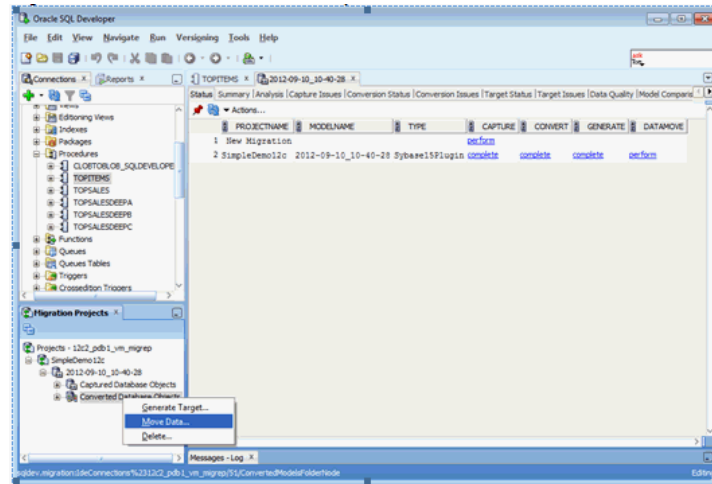 Oracle SQL Developer
File Edit View Navigate Run Versioning Tools Help
Connections Reports
TOPITEMS 2012-09-10_10-40-28
Status Summary Analysis Capture Issues Conversion Status Conversion Issues Target Status Target Issues Data Quality Model Comparis
Actions...
PROJECTNAME MODELNAME TYPE CAPTURE CONVERT GENERATE DATAMOVE
1 New Migration perform
2 SimpleDemo12c 2012-09-10_10-40-28 Sybase15Plugin complete complete complete perform
Views
Editioning Views
Indexes
Packages
Procedures
CLOBTOBLOB_SQLDEVELOPE
TOPITEMS
TOPSALES
TOPSALESDEEPA
TOPSALESDEEPB
TOPSALESDEEPC
Functions
Queues
Queues Tables
Triggers
Crossedition Triggers
Migration Projects
Projects - 12c2_pdb1_vm_migrep
SimpleDemo12c
2012-09-10_10-40-28
Captured Database Objects
Converted Database Objects
Generate Target...
Move Data...
Delete...
Messages - Log
sqldev.migration:IdeConnections%2312c2_pdb1_vm_migrep/51/ConvertedModelsFolderNode
Editing